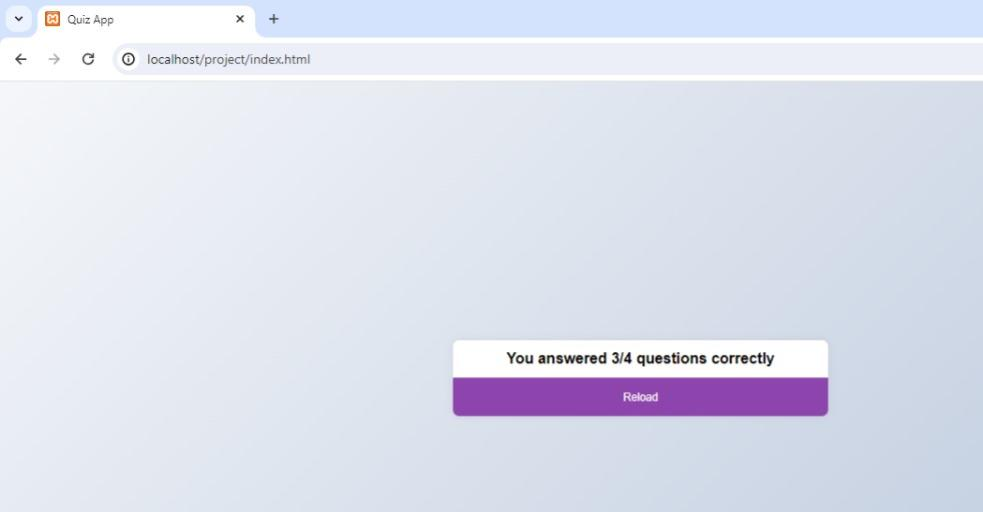 Quiz App
localhost/project/index.html
You answered 3/4 questions correctly
Reload